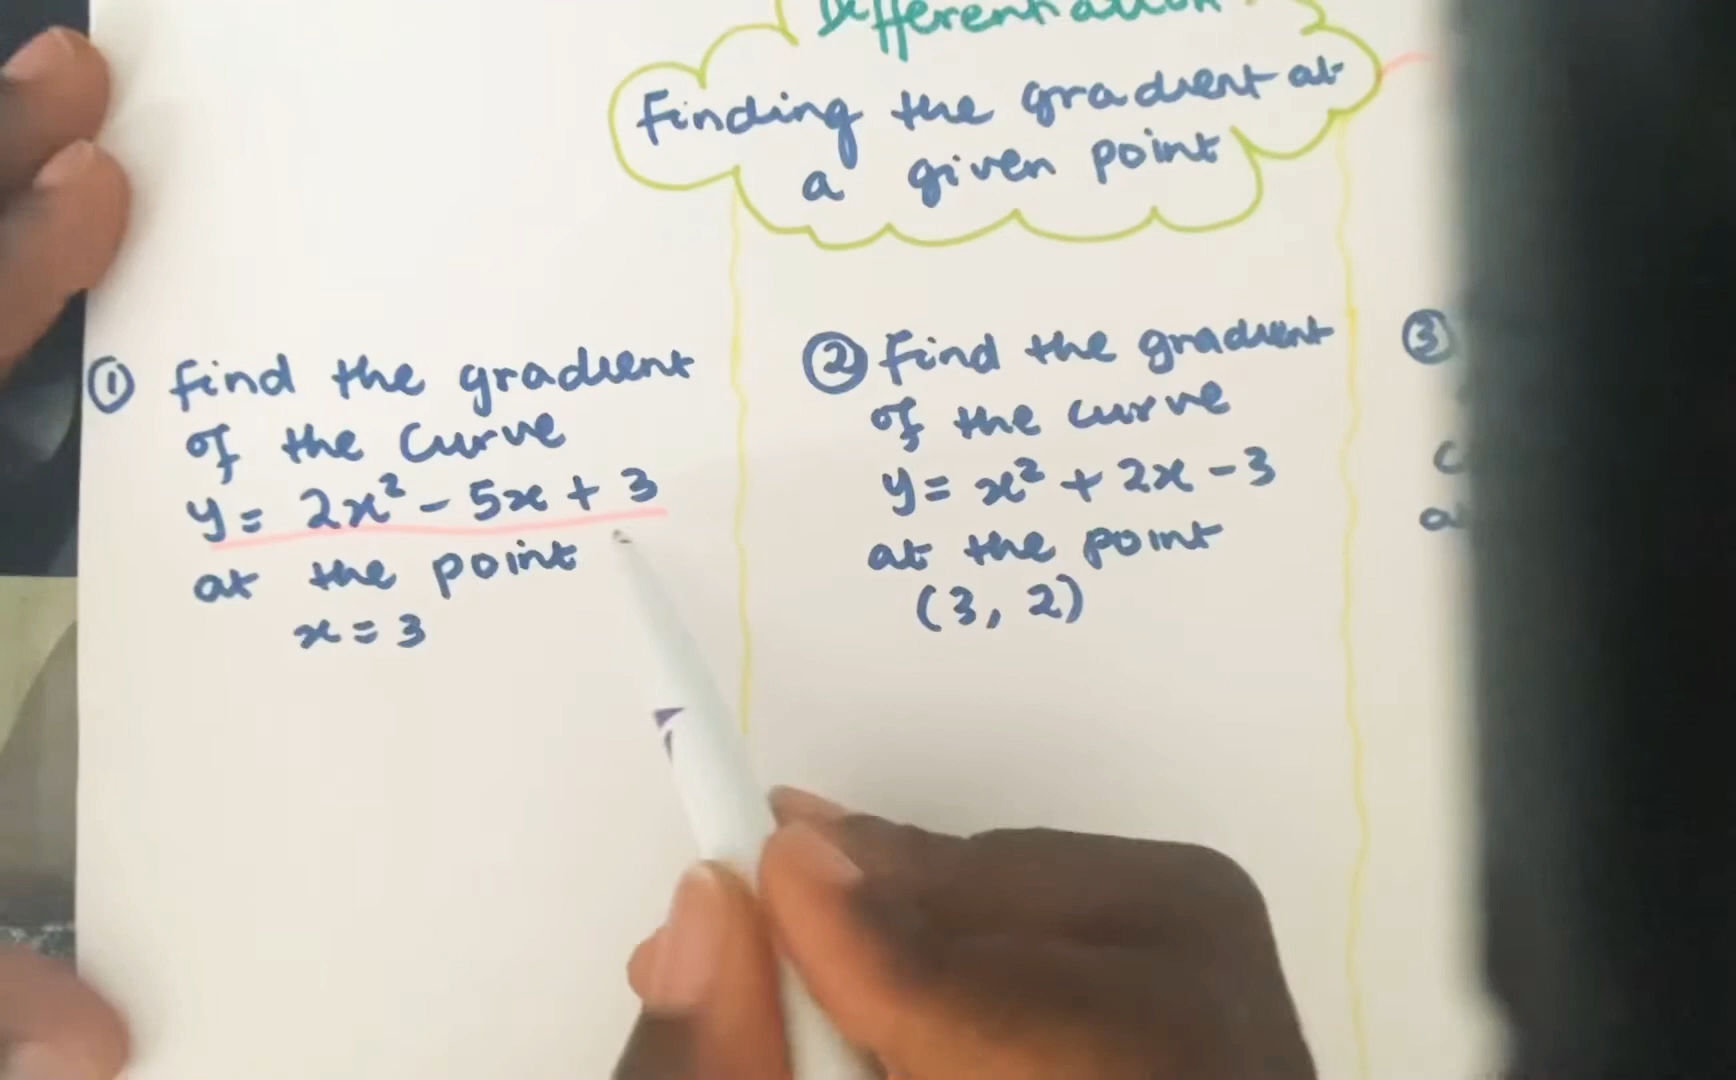 Differentiation
Finding the gradient at
a given point
① find the gradient
of the curve
y = 2x² - 5x + 3
at the point
x = 3
② find the gradient
of the curve
y = x² + 2x - 3
at the point
(3, 2)
③